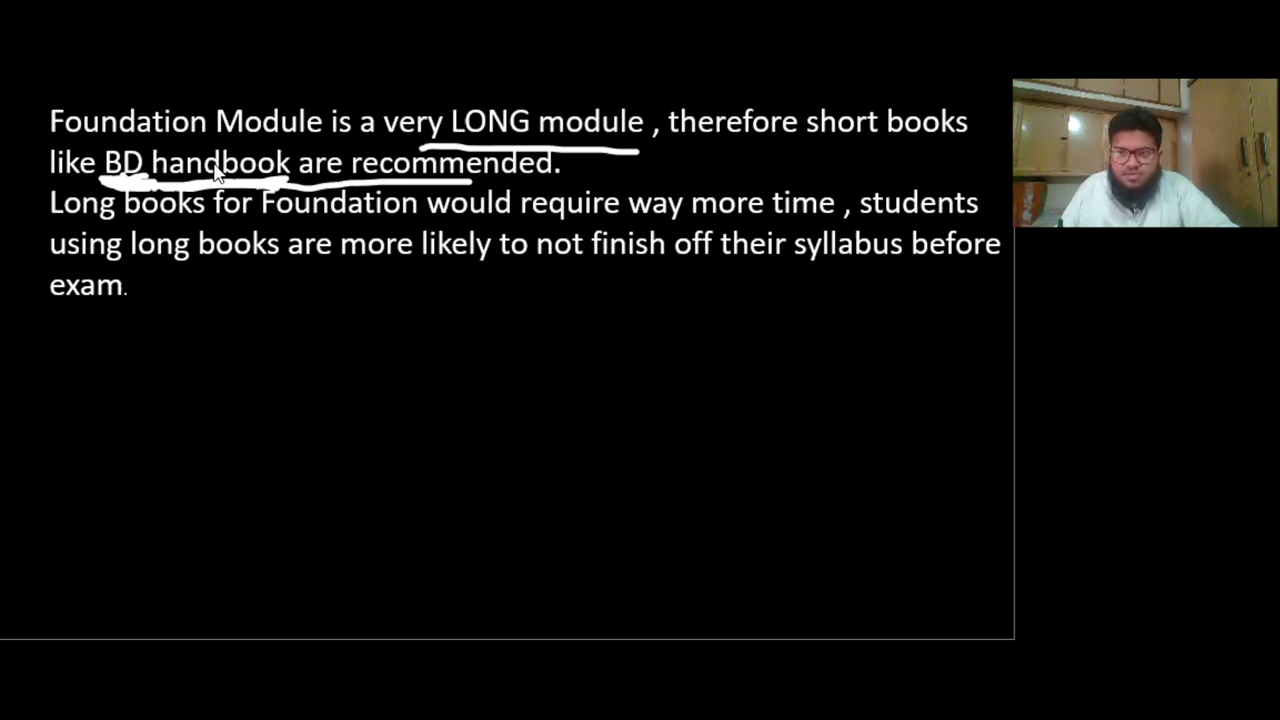 Foundation Module is a very LONG module , therefore short books
like BD handbook are recommended.
Long books for Foundation would require way more time , students
using long books are more likely to not finish off their syllabus before
exam.